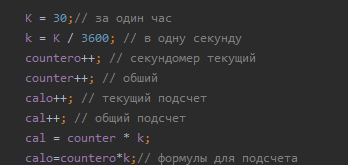 K = 30;// за один час
k = K / 3600; // в одну секунду
countero++; // секундомер текущий
counter++; // обший
calo++; // текущий подсчет
cal++; // общий подсчет
cal = counter * k;
calo=countero*k;// формулы для подсчета